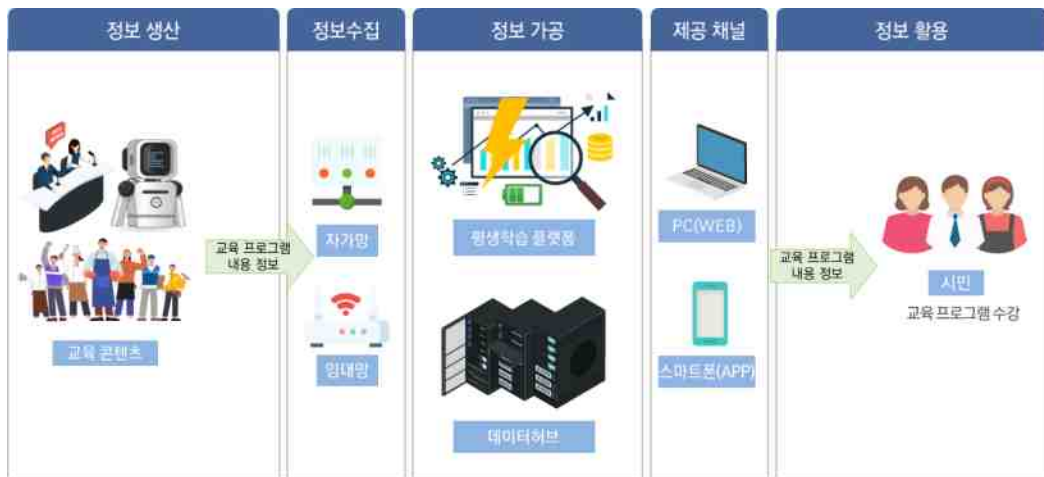 정보 생산
정보수집
정보 가공
제공 채널
정보 활용
교육 콘텐츠
교육 프로그램
내용 정보
자가망
임대망
평생학습 플랫폼
데이터허브
PC(WEB)
스마트폰(APP)
교육 프로그램
내용 정보
시민
교육 프로그램 수강